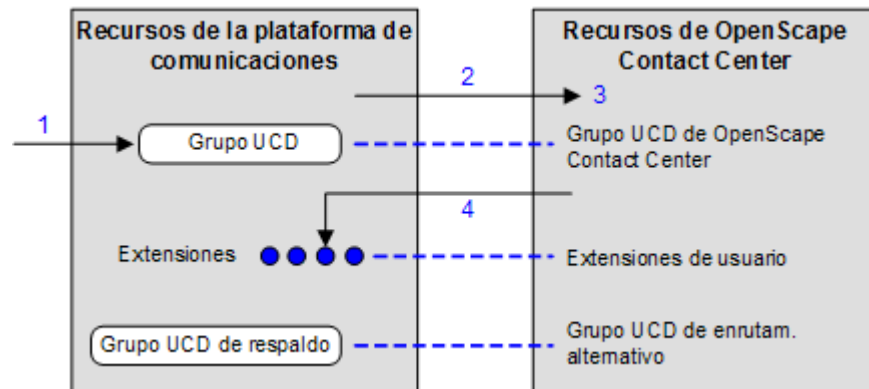 Recursos de la plataforma de
comunicaciones
Recursos de OpenScape
Contact Center
2
3
1
Grupo UCD
Grupo UCD de OpenScape
Contact Center
4
Extensiones
Extensiones de usuario
Grupo UCD de respaldo
Grupo UCD de enrutam.
alternativo